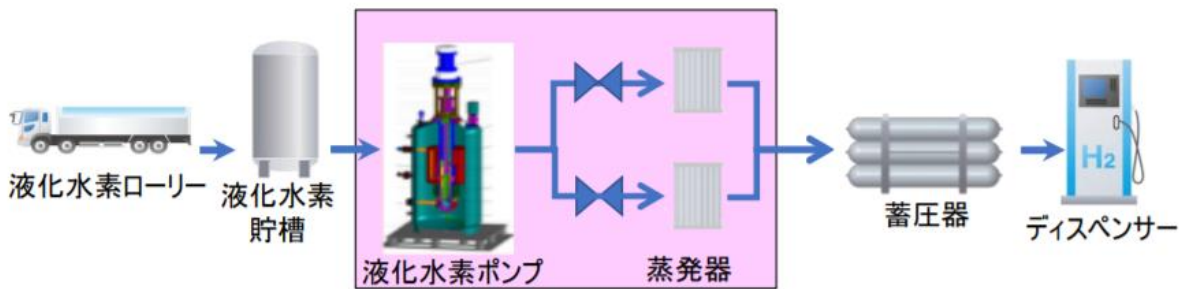 液化水素ローリー
液化水素
貯槽
液化水素ポンプ
蒸発器
蓄圧器
H2
ディスペンサー